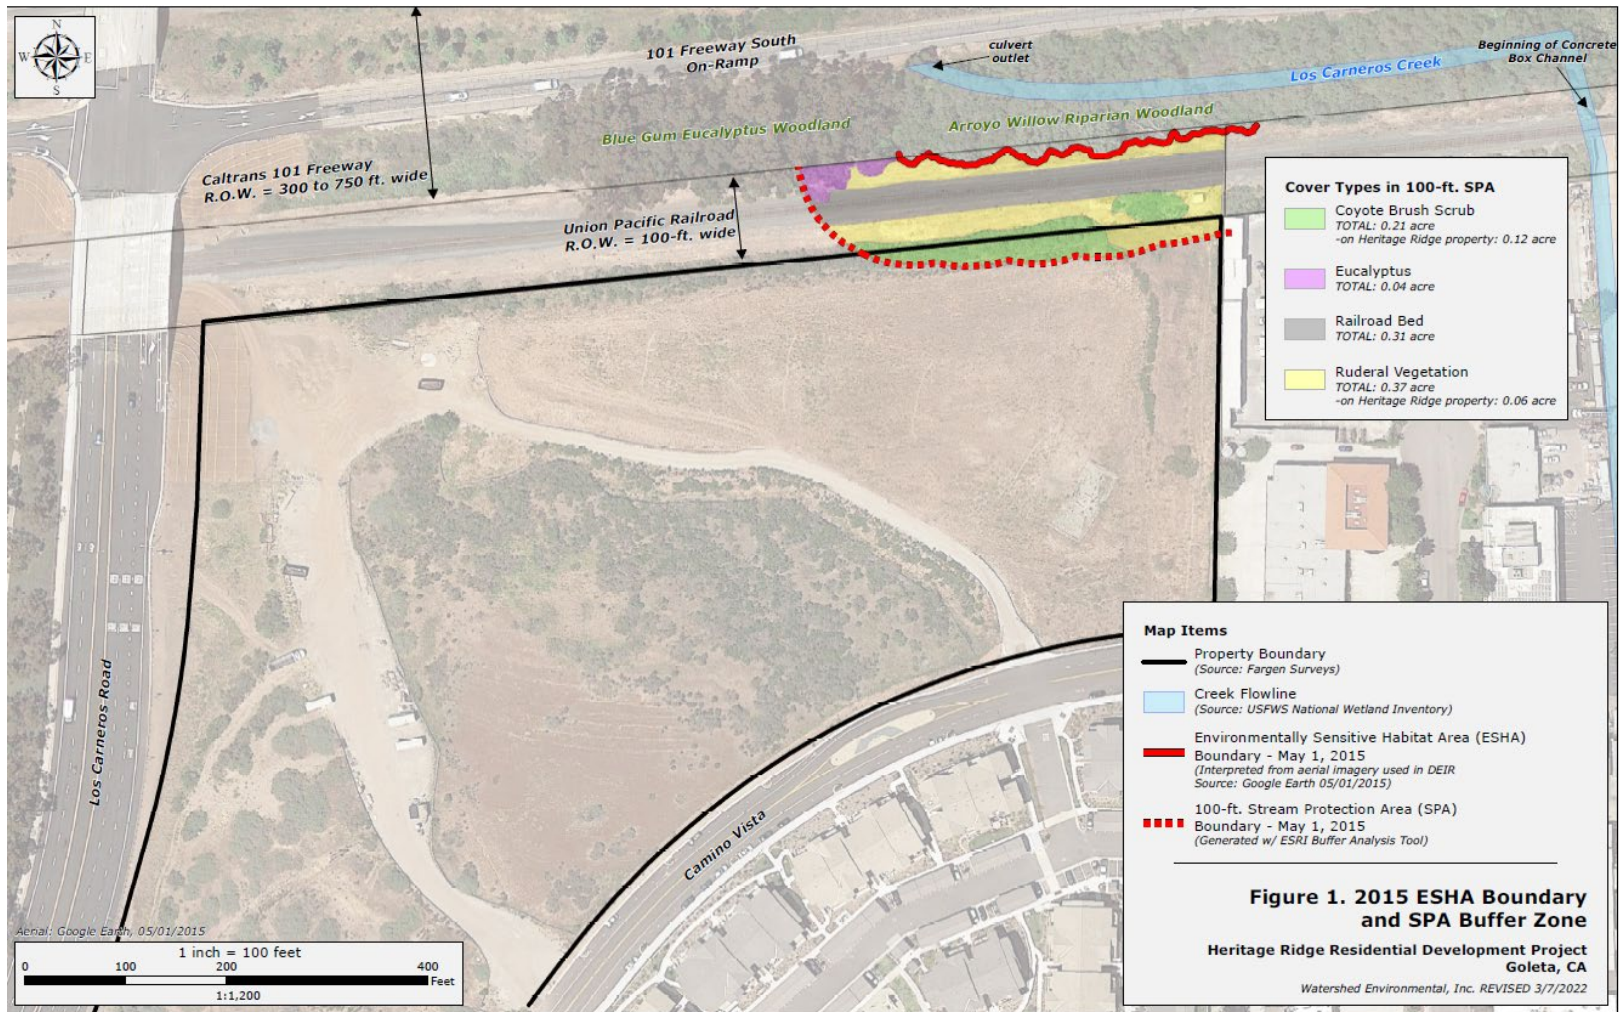 N
W E
S
101 Freeway South
On-Ramp
culvert
outlet
Beginning of Concrete
Box Channel
Los Carneros Creek
Blue Gum Eucalyptus Woodland
Arroyo Willow Riparian Woodland
Caltrans 101 Freeway
R.O.W. = 300 to 750 ft. wide
Union Pacific Railroad
R.O.W. = 100-ft. wide
Cover Types in 100-ft. SPA
Coyote Brush Scrub
TOTAL: 0.21 acre
-on Heritage Ridge property: 0.12 acre
Eucalyptus
TOTAL: 0.04 acre
Railroad Bed
TOTAL: 0.31 acre
Ruderal Vegetation
TOTAL: 0.37 acre
-on Heritage Ridge property: 0.06 acre
Los Carneros Road
Camino Vista
Map Items
Property Boundary
(Source: Fargen Surveys)
Creek Flowline
(Source: USFWS National Wetland Inventory)
Environmentally Sensitive Habitat Area (ESHA)
Boundary - May 1, 2015
(Interpreted from aerial imagery used in DEIR
Source: Google Earth 05/01/2015)
100-ft. Stream Protection Area (SPA)
Boundary - May 1, 2015
(Generated w/ ESRI Buffer Analysis Tool)
Figure 1. 2015 ESHA Boundary
and SPA Buffer Zone
Heritage Ridge Residential Development Project
Goleta, CA
Watershed Environmental, Inc. REVISED 3/7/2022
Aerial: Google Earth, 05/01/2015
1 inch = 100 feet
0 100 200 400
Feet
1:1,200